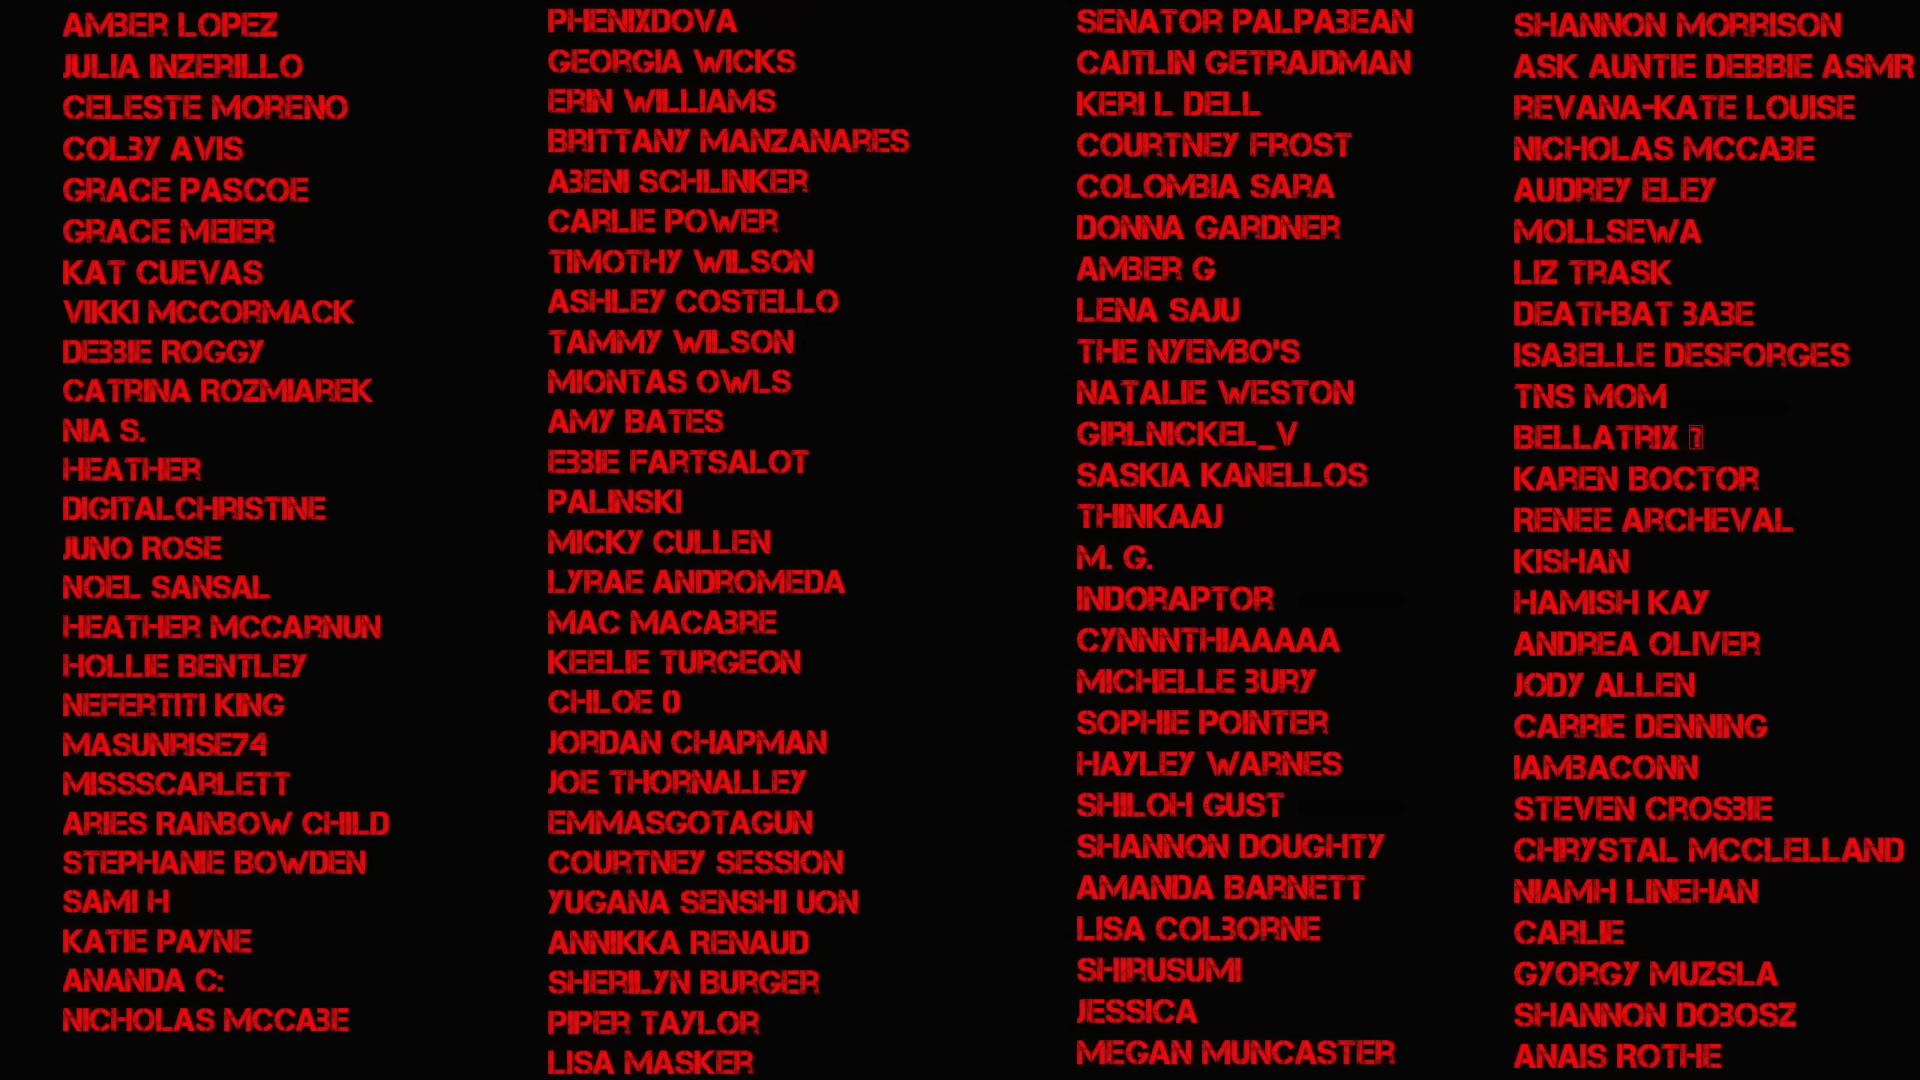 AMBER LOPEZ
JULIA INZERILLO
CELESTE MORENO
COLBY AVIS
GRACE PASCOE
GRACE MEIER
KAT CUEVAS
VIKKI MCCORMACK
DEBBIE ROGGY
CATRINA ROZMIAREK
NIA S.
HEATHER
DIGITALCHRISTINE
JUNO ROSE
NOEL SANSAL
HEATHER MCCARNUN
HOLLIE BENTLEY
NEFERTITI KING
MASUNRISE74
MISSSCARLETT
ARIES RAINBOW CHILD
STEPHANIE BOWDEN
SAMI H
KATIE PAYNE
ANANDA C:
NICHOLAS MCCABE
PHENIXDOVA
GEORGIA WICKS
ERIN WILLIAMS
BRITTANY MANZANARES
ABENI SCHLINKER
CARLIE POWER
TIMOTHY WILSON
ASHLEY COSTELLO
TAMMY WILSON
MIONTAS OWLS
AMY BATES
EBBIE FARTSALOT
PALINSKI
MICKY CULLEN
LYRAE ANDROMEDA
MAC MACABRE
KEELIE TURGEON
CHLOE 0
JORDAN CHAPMAN
JOE THORNALLEY
EMMASGOTAGUN
COURTNEY SESSION
YUGANA SENSHI UON
ANNIKKA RENAUD
SHERILYN BURGER
PIPER TAYLOR
LISA MASKER
SENATOR PALPABEAN
CAITLIN GETRAJDMAN
KERI L DELL
COURTNEY FROST
COLOMBIA SARA
DONNA GARDNER
AMBER G
LENA SAJU
THE NYEMBO'S
NATALIE WESTON
GIRLNICKEL_V
SASKIA KANELLOS
THINKAAJ
M. G.
INDORAPTOR
CYNNNTHIAAAAA
MICHELLE BURY
SOPHIE POINTER
HAYLEY WARNES
SHILOH GUST
SHANNON DOUGHTY
AMANDA BARNETT
LISA COLBORNE
SHIRUSUMI
JESSICA
MEGAN MUNCASTER
SHANNON MORRISON
ASK AUNTIE DEBBIE ASMR
REVANA-KATE LOUISE
NICHOLAS MCCABE
AUDREY ELEY
MOLLSEWA
LIZ TRASK
DEATHBAT BABE
ISABELLE DESFORGES
TNS MOM
BELLATRIX
KAREN BOCTOR
RENEE ARCHEVAL
KISHAN
HAMISH KAY
ANDREA OLIVER
JODY ALLEN
CARRIE DENNING
IAMBACONN
STEVEN CROSBIE
CHRYSTAL MCCLELLAND
NIAMH LINEHAN
CARLIE
GYORGY MUZSLA
SHANNON DOBOSZ
ANAIS ROTHE